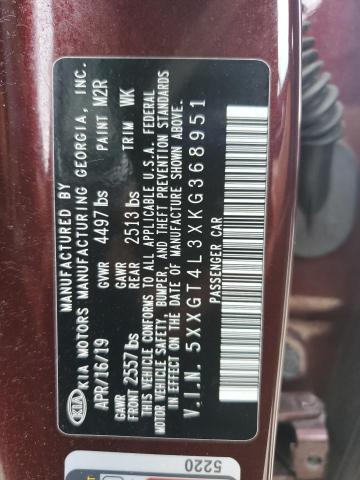 MANUFACTURED BY
KIA KIA MOTORS MANUFACTURING GEORGIA, INC.
APR/16/19 GVWR 4497lbs PAINT M2R
GAWR FRONT 2557lbs GAWR REAR 2513lbs TRIM WK
THIS VEHICLE CONFORMS TO ALL APPLICABLE U.S.A. FEDERAL
MOTOR VEHICLE SAFETY, BUMPER, AND THEFT PREVENTION STANDARDS
IN EFFECT ON THE DATE OF MANUFACTURE SHOWN ABOVE.
V.I.N. 5XXGT4L3XKG368951
PASSENGER CAR
5220